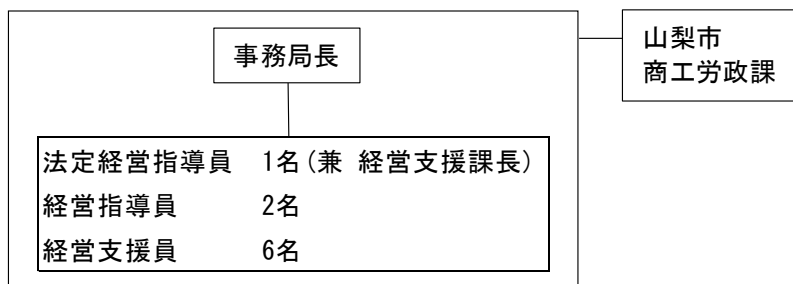 事務局長
山梨市
商工労政課
法定経営指導員 1名(兼 経営支援課長)
経営指導員 2名
経営支援員 6名